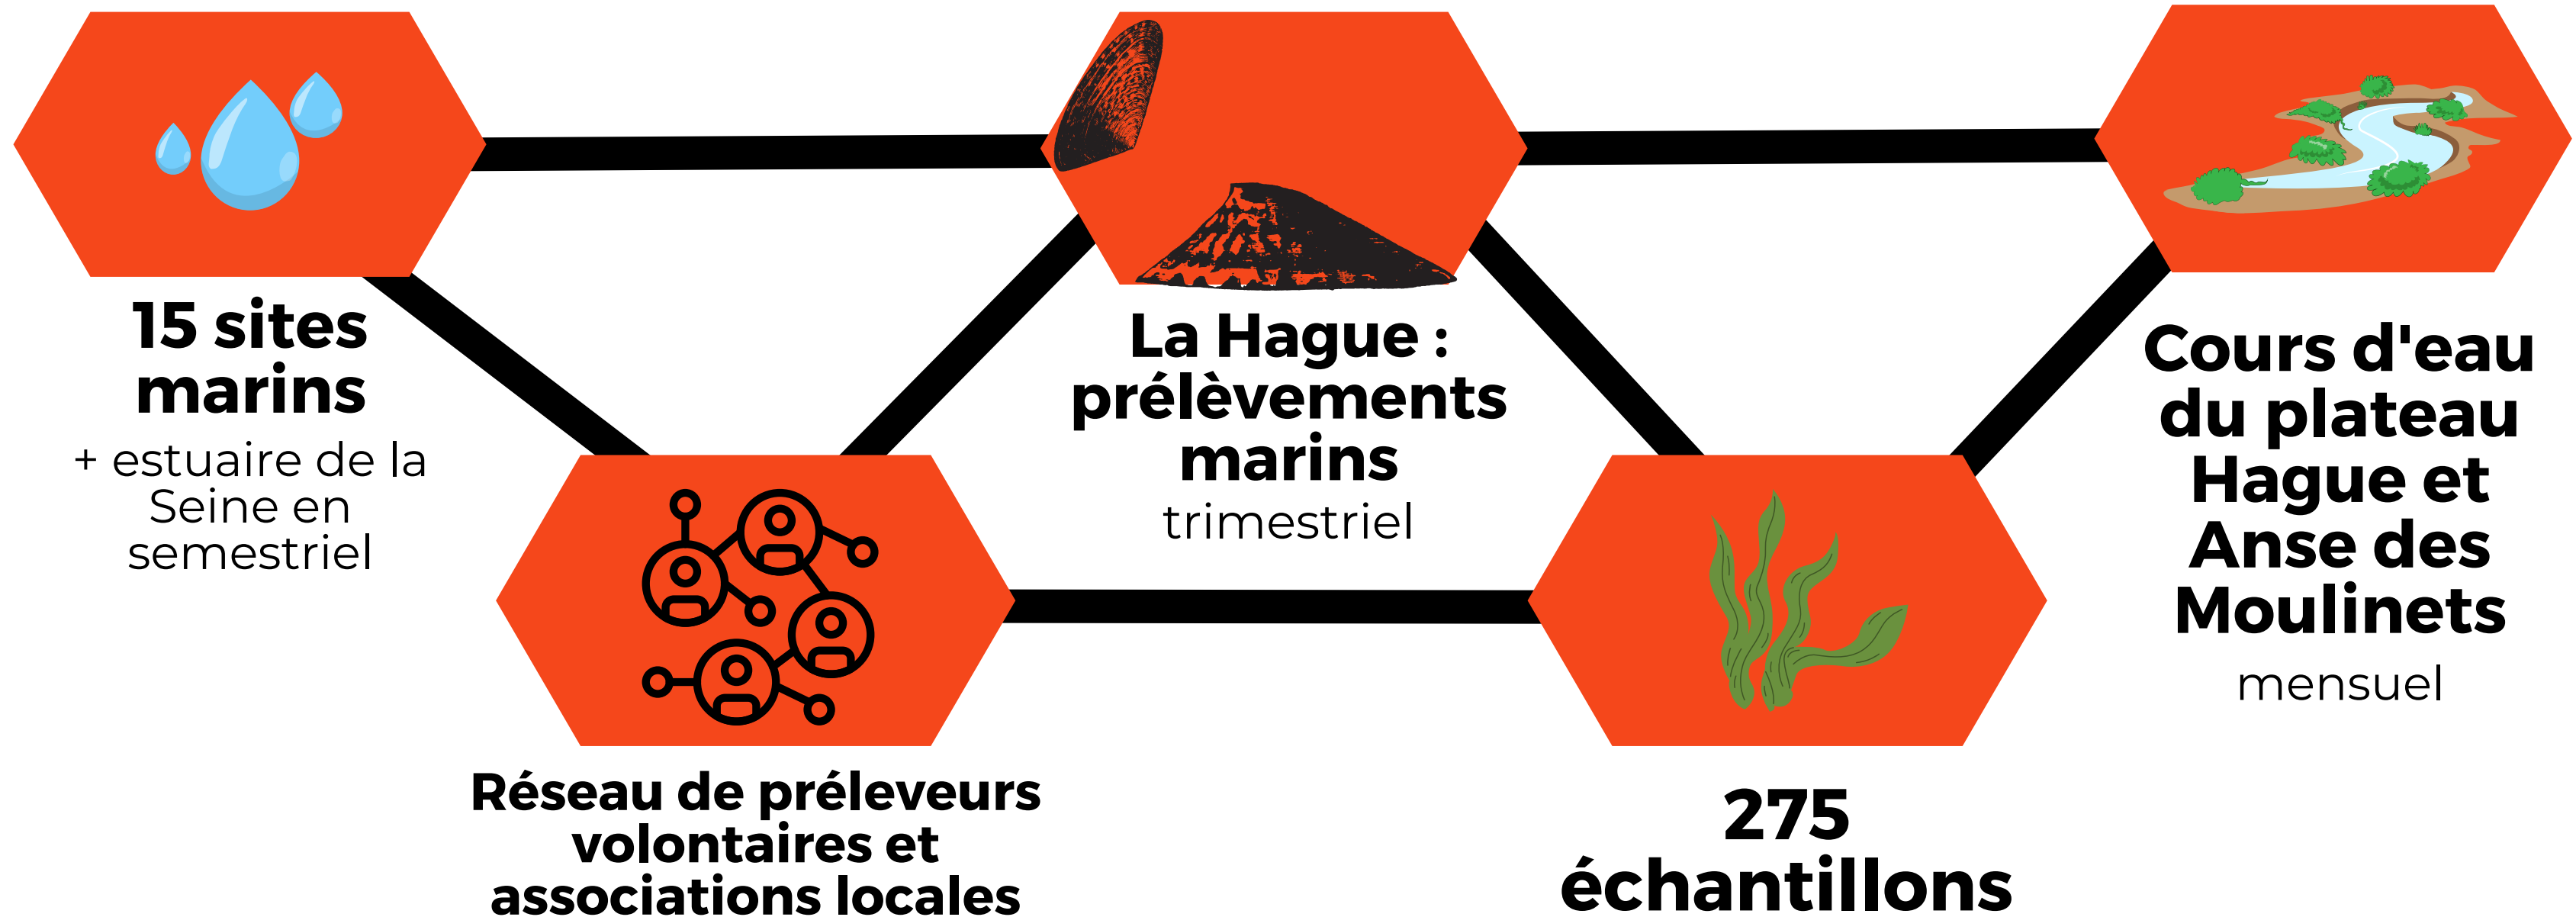 15 sites
marins
+ estuaire de la
Seine en
semestriel
La Hague :
prélèvements
marins
trimestriel
Cours d'eau
du plateau
Hague et
Anse des
Moulinets
mensuel
Réseau de préleveurs
volontaires et
associations locales
275
échantillons